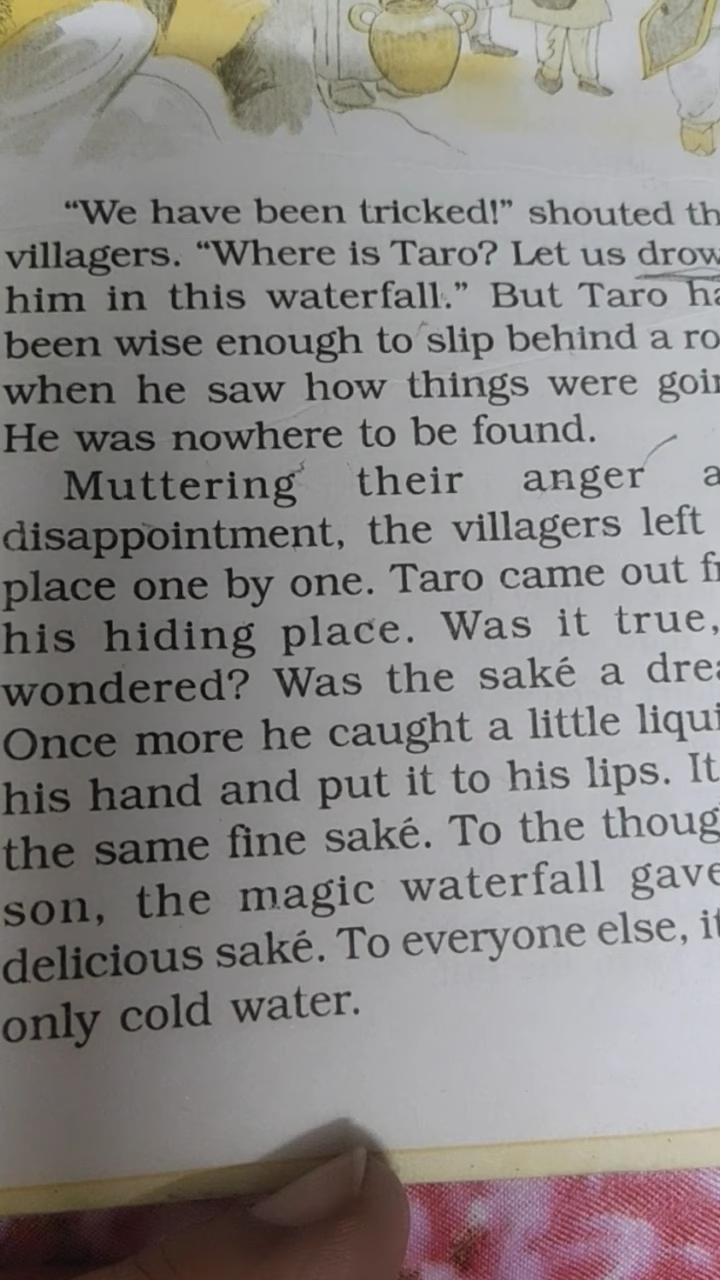 “We have been tricked!” shouted th
villagers. “Where is Taro? Let us drow
him in this waterfall.” But Taro ha
been wise enough to slip behind a ro
when he saw how things were goin
He was nowhere to be found.
Muttering their anger a
disappointment, the villagers left
place one by one. Taro came out fr
his hiding place. Was it true,
wondered? Was the saké a drea
Once more he caught a little liqui
his hand and put it to his lips. It
the same fine saké. To the thoug
son, the magic waterfall gave
delicious saké. To everyone else, it
only cold water.